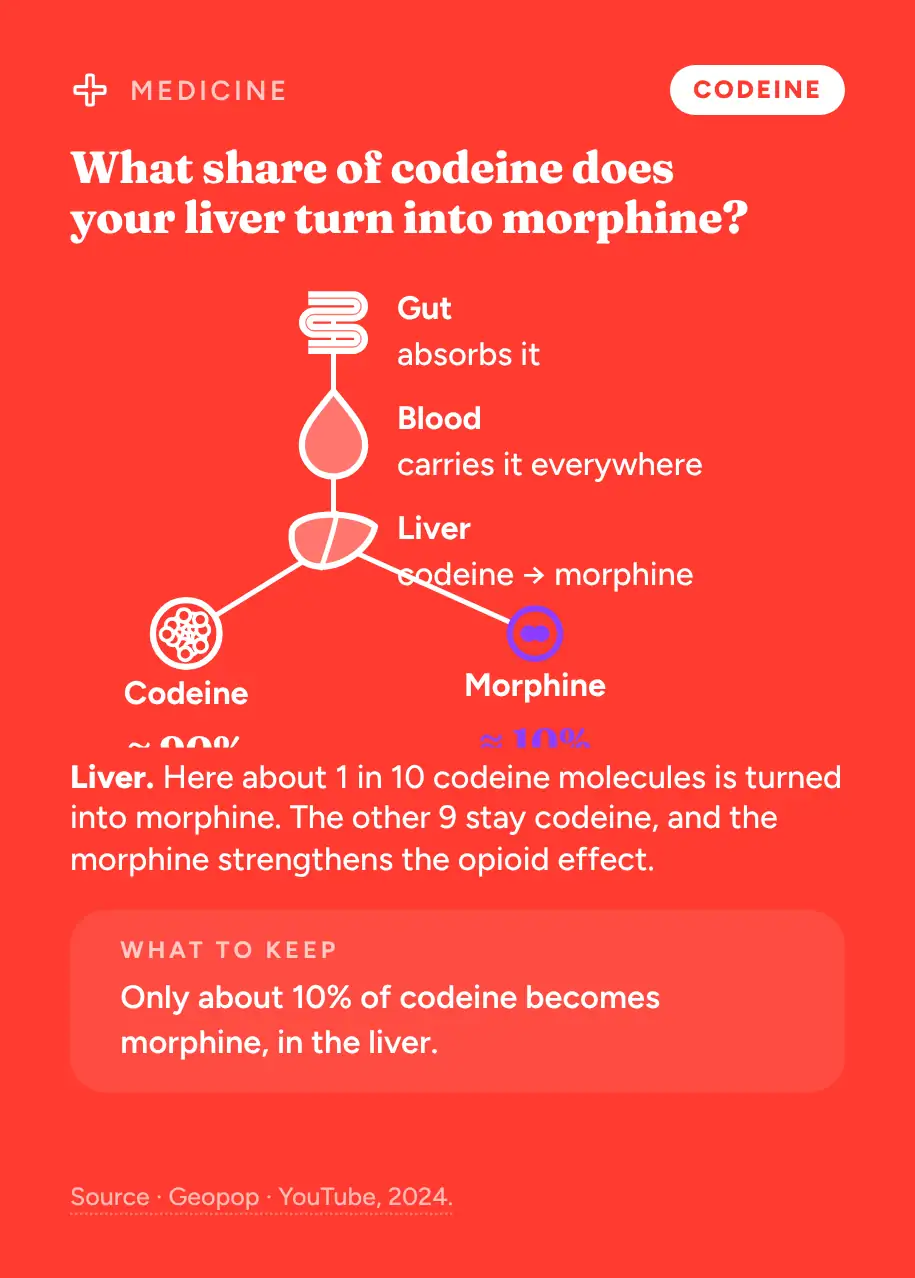 MEDICINE
CODEINE
What share of codeine does
your liver turn into morphine?
Gut
absorbs it
Blood
carries it everywhere
Liver
codeine → morphine
Codeine
Morphine
≈ 90%
≈ 10%
Liver. Here about 1 in 10 codeine molecules is turned
into morphine. The other 9 stay codeine, and the
morphine strengthens the opioid effect.
WHAT TO KEEP
Only about 10% of codeine becomes
morphine, in the liver.
Source · Geopop · YouTube, 2024.